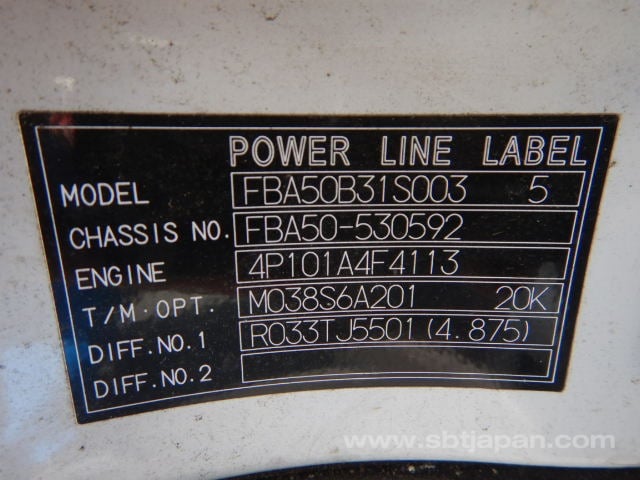 POWER LINE LABEL
MODEL FBA50B31S003 5
CHASSIS NO. FBA50-530592
ENGINE 4P101A4F4113
T/M·OPT. M038S6A201 20K
DIFF.NO.1 R033TJ5501(4.875)
DIFF.NO.2
www.sbtjapan.com